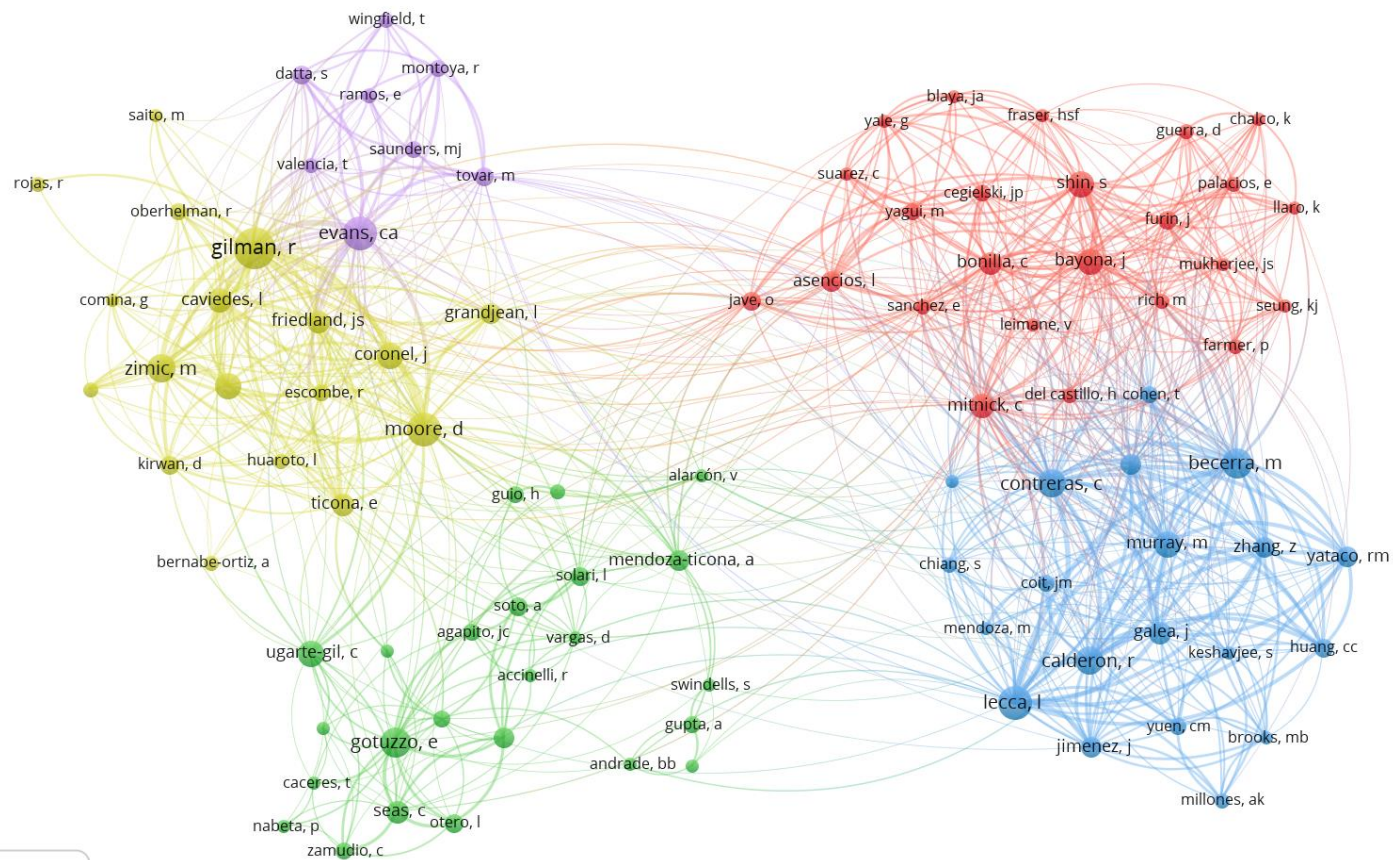 wingfield, t
datta, s
montoya, r
ramos, e
saito, m
saunders, mj
valencia, t
tovar, m
rojas, r
oberhelman, r
evans, ca
gilman, r
comina, g
caviedes, l
friedland, js
grandjean, l
coronel, j
zimic, m
escombe, r
moore, d
kirwan, d
huaroto, l
ticona, e
bernabe-ortiz, a
blaya, ja
yale, g
fraser, hsf
guerra, d
chalco, k
suarez, c
cegielski, jp
shin, s
palacios, e
yagui, m
furin, j
llaro, k
bonilla, c
bayona, j
mukherjee, js
asencios, l
jave, o
sanchez, e
rich, m
seung, kj
leimane, v
farmer, p
mitnick, c
del castillo, h
cohen, t
becerra, m
contreras, c
murray, m
zhang, z
yataco, rm
chiang, s
coit, jm
mendoza, m
galea, j
keshavjee, s
huang, cc
calderon, r
lecca, l
yuen, cm
brooks, mb
jimenez, j
millones, ak
alarcón, v
guio, h
mendoza-ticona, a
solari, l
soto, a
agapito, jc
vargas, d
ugarte-gil, c
accinelli, r
swindells, s
gupta, a
gotuzzo, e
andrade, bb
caceres, t
seas, c
otero, l
nabeta, p
zamudio, c